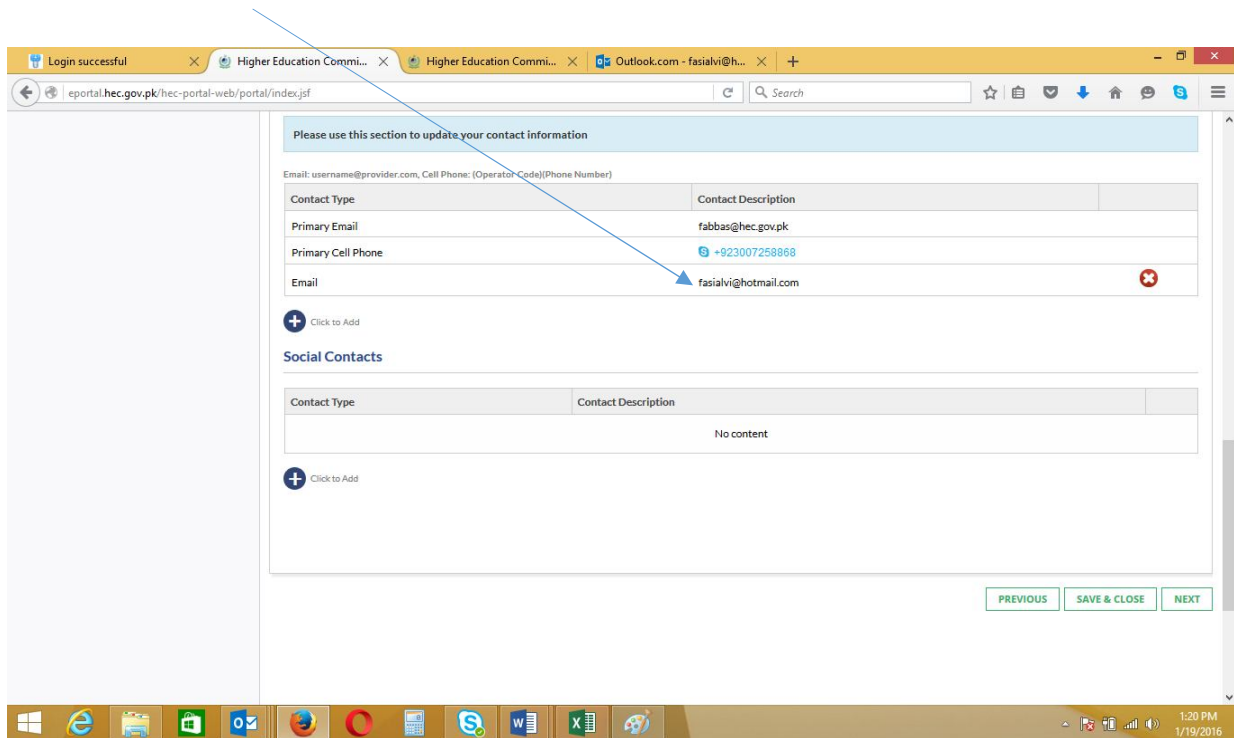 Login successful
Higher Education Commi...
Higher Education Commi...
Outlook.com - fasialvi@h...
eportal.hec.gov.pk/hec-portal-web/portal/index.jsf
Search
Please use this section to update your contact information
Email: username@provider.com, Cell Phone: (Operator Code)(Phone Number)
Contact Type Contact Description
Primary Email fabbas@hec.gov.pk
Primary Cell Phone +923007258868
Email fasialvi@hotmail.com
Click to Add
Social Contacts
Contact Type Contact Description
No content
Click to Add
PREVIOUS SAVE & CLOSE NEXT
1:20 PM
1/19/2016